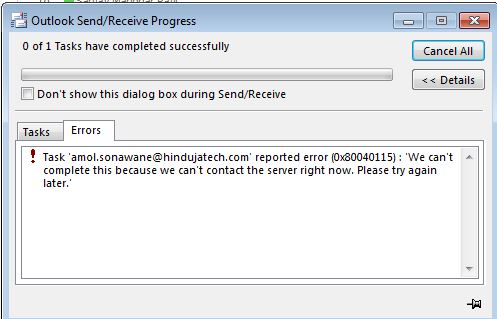 Outlook Send/Receive Progress
0 of 1 Tasks have completed successfully
Cancel All
<< Details
Don't show this dialog box during Send/Receive
Tasks
Errors
Task 'amol.sonawane@hindujatech.com' reported error (0x80040115) : 'We can't
complete this because we can't contact the server right now. Please try again
later.'